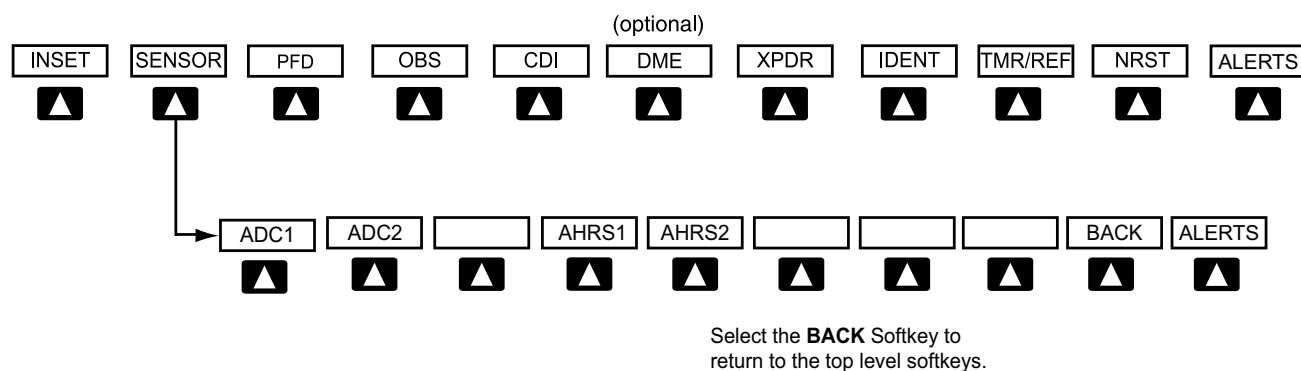 (optional)
INSET SENSOR PFD OBS CDI DME XPDR IDENT TMR/REF NRST ALERTS
ADC1 ADC2 AHRS1 AHRS2 BACK ALERTS
Select the BACK Softkey to
return to the top level softkeys.